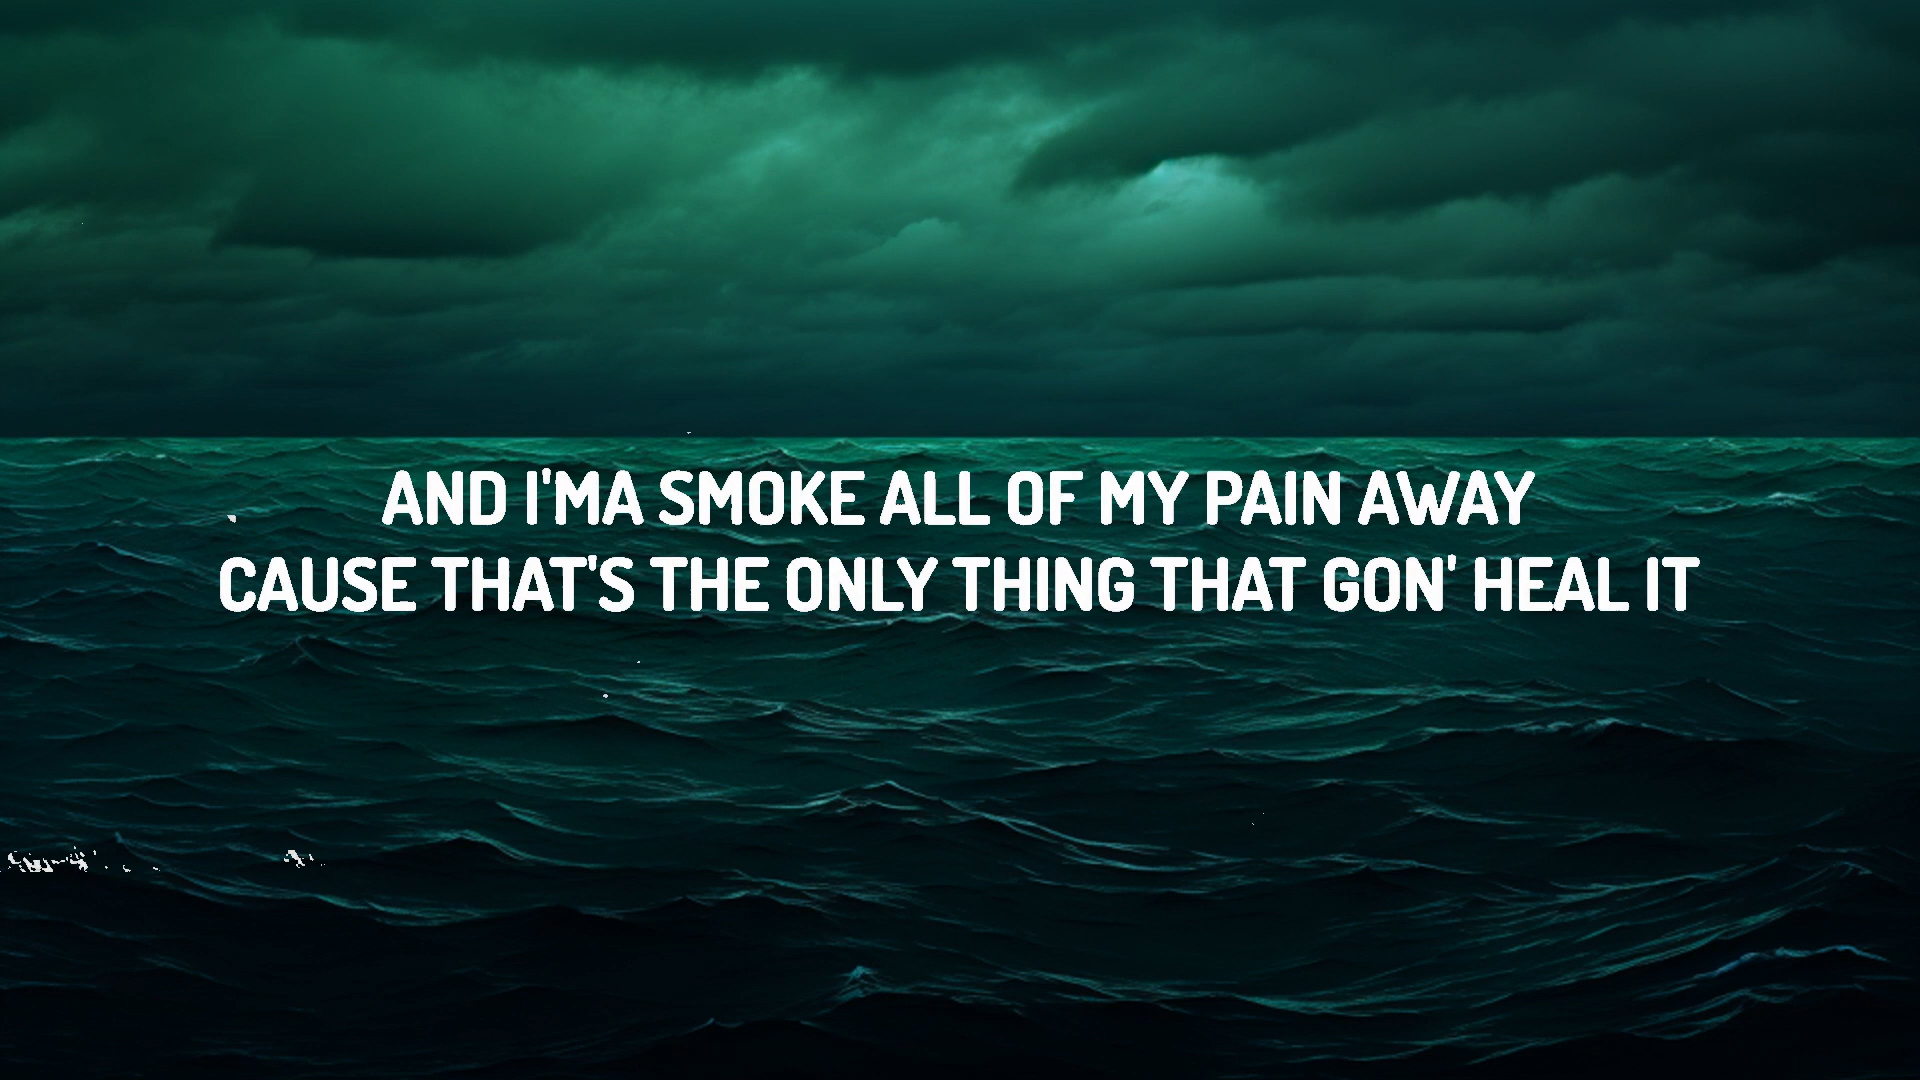 AND I'MA SMOKE ALL OF MY PAIN AWAY
CAUSE THAT'S THE ONLY THING THAT GON' HEAL IT